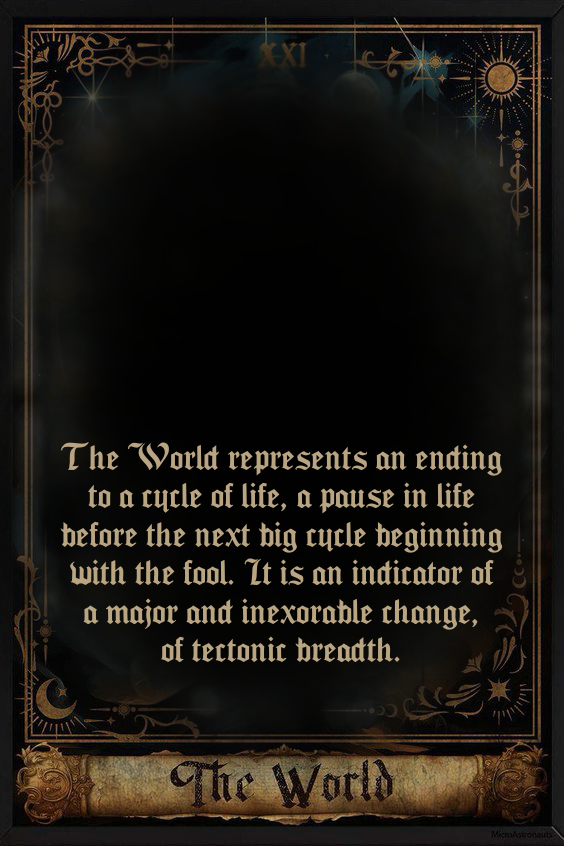 XXI
The World represents an ending
to a cycle of life, a pause in life
before the next big cycle beginning
with the fool. It is an indicator of
a major and inexorable change,
of tectonic breadth.
The World
MicroAstronauts